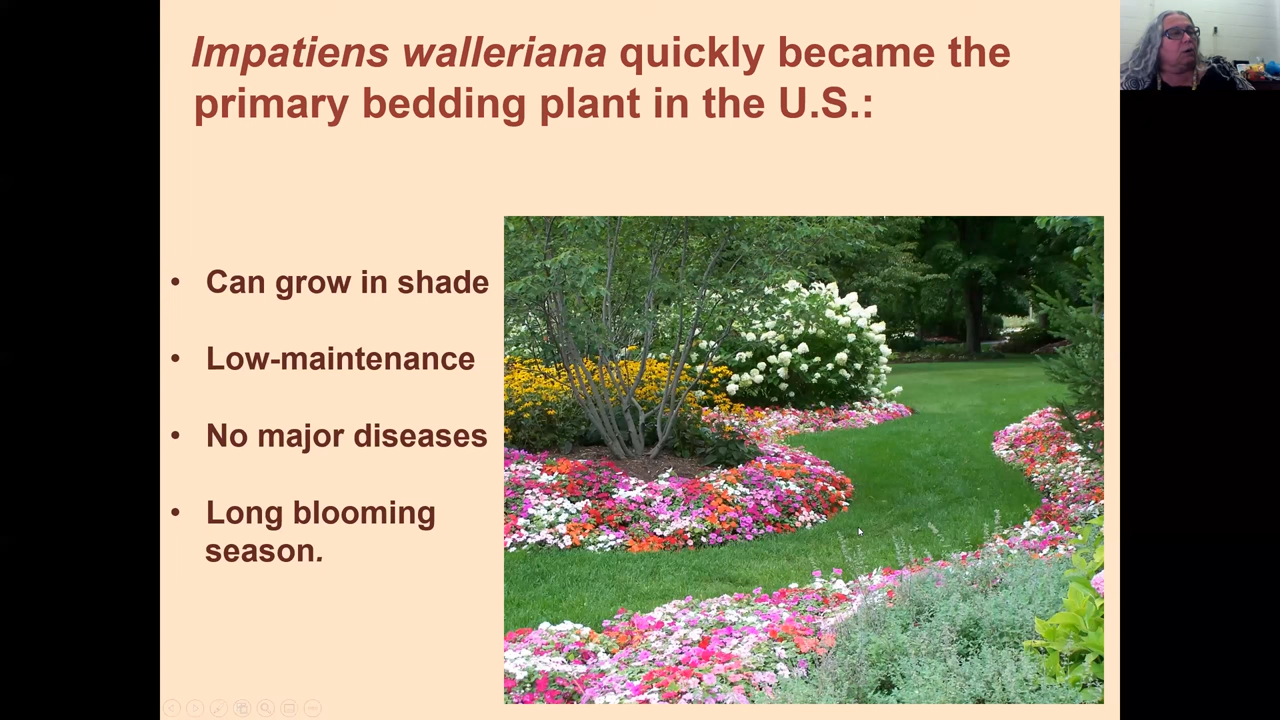 Impatiens walleriana quickly became the
primary bedding plant in the U.S.:
• Can grow in shade
• Low-maintenance
• No major diseases
• Long blooming
season.